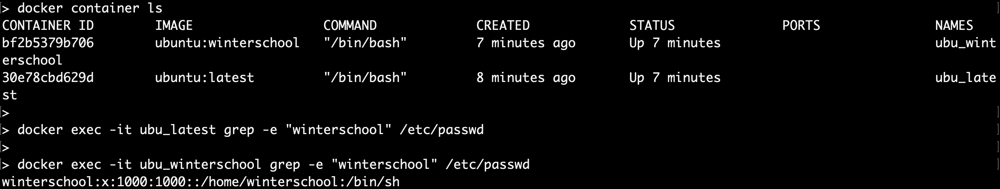 > docker container ls
CONTAINER ID        IMAGE                 COMMAND             CREATED             STATUS              PORTS               NAMES
bf2b5379b706        ubuntu:winterschool   "/bin/bash"         7 minutes ago       Up 7 minutes                            ubu_wint
erschool
30e78cbd629d        ubuntu:latest         "/bin/bash"         8 minutes ago       Up 7 minutes                            ubu_late
st
>
> docker exec -it ubu_latest grep -e "winterschool" /etc/passwd
>
> docker exec -it ubu_winterschool grep -e "winterschool" /etc/passwd
winterschool:x:1000:1000::/home/winterschool:/bin/sh